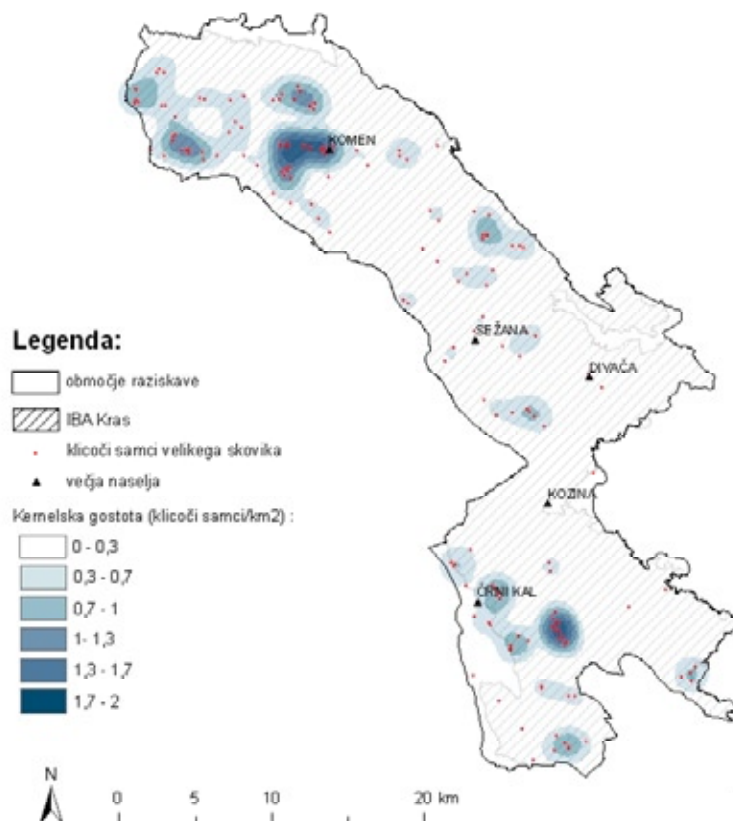 KOMEN
SEŽANA
DIVAČA
KOZINA
ČRNI KAL
Legenda:
območje raziskave
IBA Kras
klicoči samci velikega skovika
večja naselja
Kernelska gostota (klicoči samci/km2) :
0 - 0,3
0,3 - 0,7
0,7 - 1
1- 1,3
1,3 - 1,7
1,7 - 2
N
0 5 10 20 km